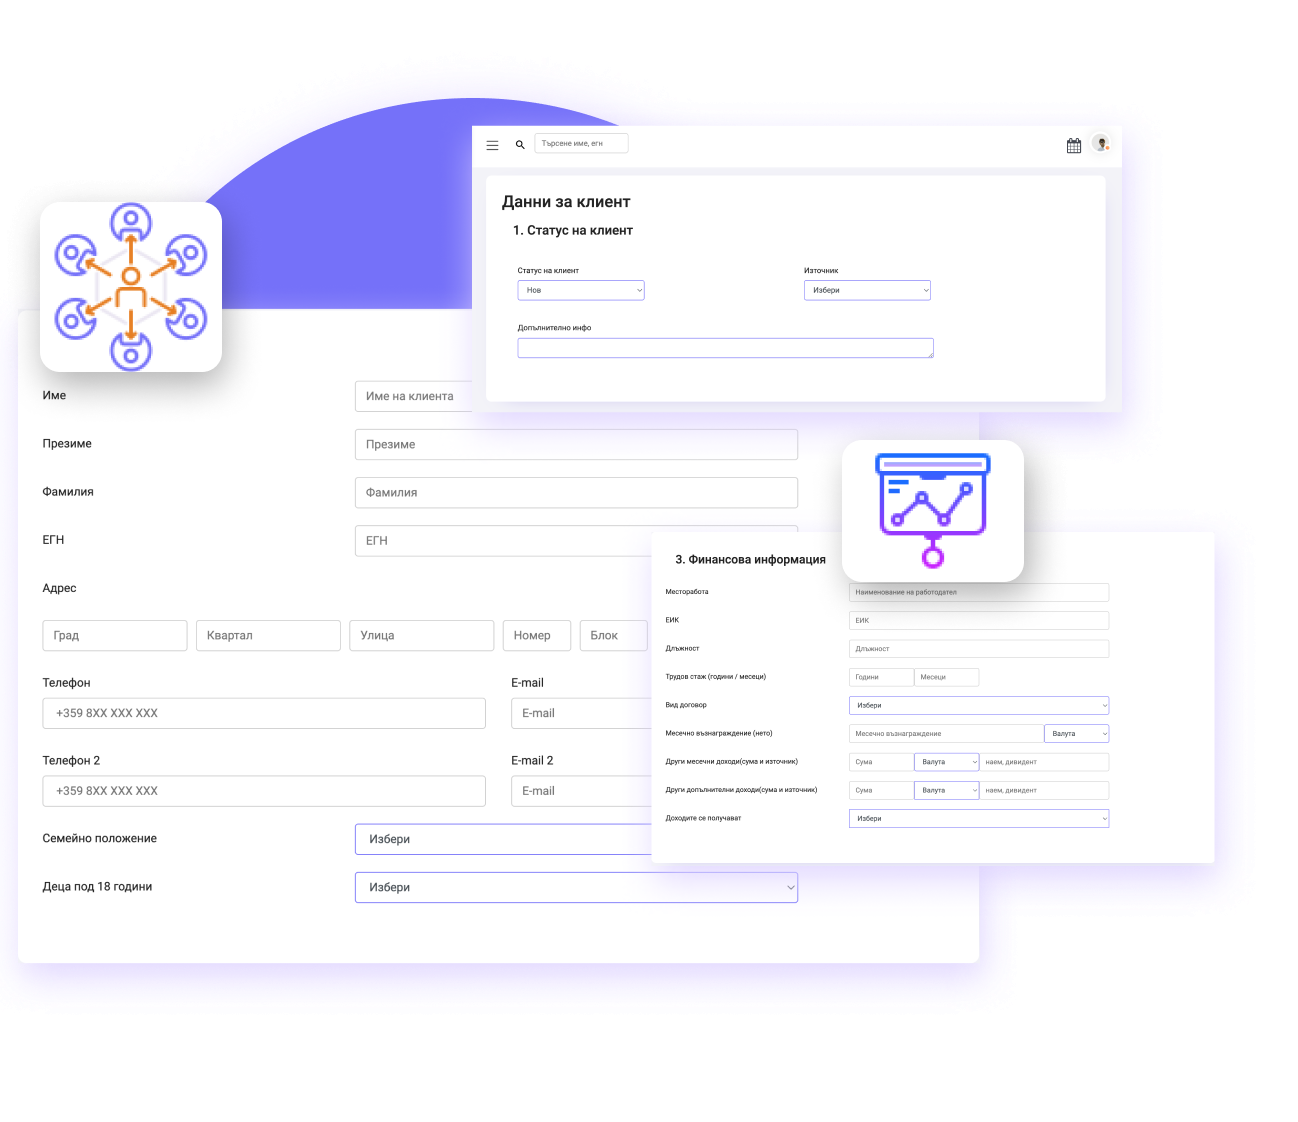 Търсене име, егн
Данни за клиент
1. Статус на клиент
Статус на клиент
Източник
Нов
Избери
Допълнително инфо
Име
Име на клиента
Презиме
Презиме
Фамилия
Фамилия
ЕГН
ЕГН
Адрес
Град
Квартал
Улица
Номер
Блок
Телефон
E-mail
+359 8XX XXX XXX
E-mail
Телефон 2
E-mail 2
+359 8XX XXX XXX
E-mail
Семейно положение
Избери
Деца под 18 години
Избери
3. Финансова информация
Месторабота
Наименование на работодател
ЕИК
ЕИК
Длъжност
Длъжност
Трудов стаж (години / месеци)
Години
Месеци
Вид договор
Избери
Месечно възнаграждение (нето)
Месечно възнаграждение
Валута
Други месечни доходи(сума и източник)
Сума
Валута
наем, дивидент
Други допълнителни доходи(сума и източник)
Сума
Валута
наем, дивидент
Доходите се получават
Избери